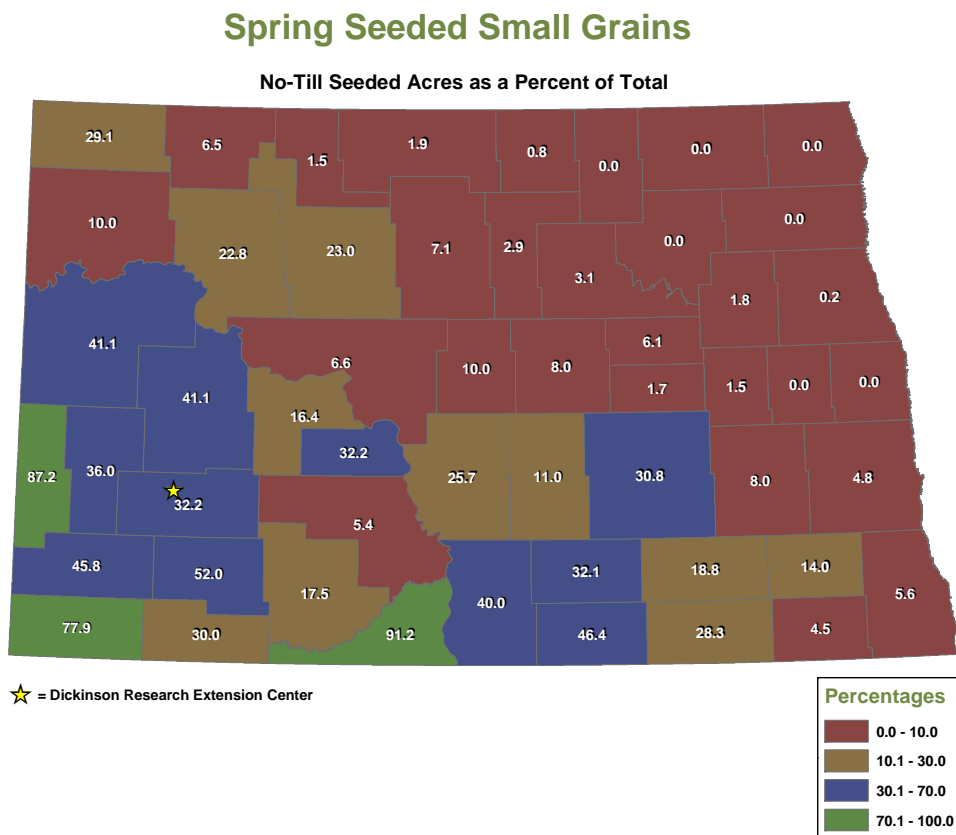 Spring Seeded Small Grains
No-Till Seeded Acres as a Percent of Total
29.1 6.5 1.5 1.9 0.8 0.0 0.0 0.0
10.0 22.8 23.0 7.1 2.9 3.1 0.0 0.0
41.1 1.8 0.2
41.1 6.6 10.0 8.0 6.1
1.7 1.5 0.0 0.0
16.4
87.2 36.0 32.2 25.7 11.0 30.8 8.0 4.8
32.2 5.4
45.8 52.0 17.5 40.0 32.1 18.8 14.0 5.6
77.9 30.0 91.2 46.4 28.3 4.5
= Dickinson Research Extension Center
Percentages
0.0 - 10.0
10.1 - 30.0
30.1 - 70.0
70.1 - 100.0